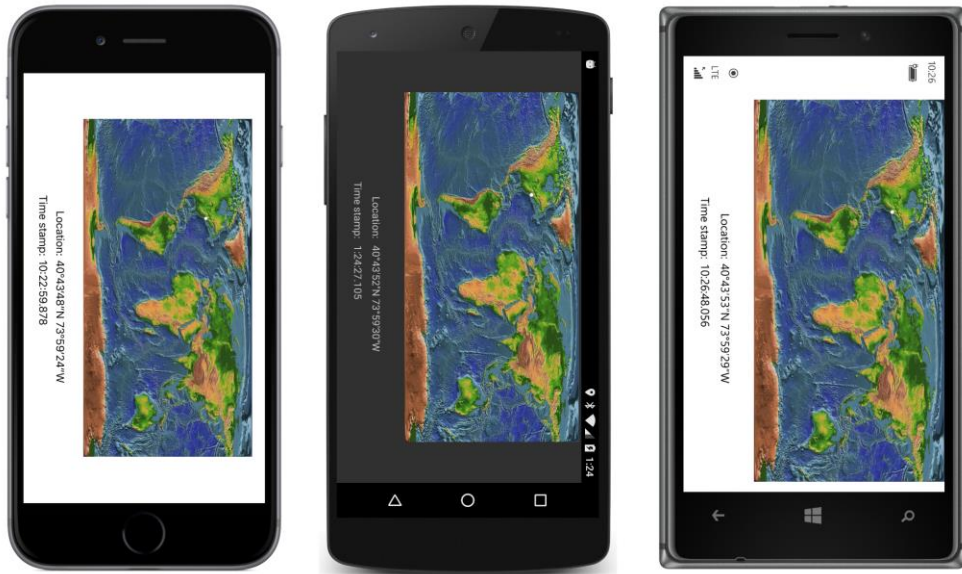 Location: 40°43'48"N 73°59'24"W
Time stamp: 10:22:59.878
1:24
Location: 40°43'52"N 73°59'30"W
Time stamp: 1:24:27.105
10:26
LTE
Location: 40°43'53"N 73°59'29"W
Time stamp: 10:26:48.056